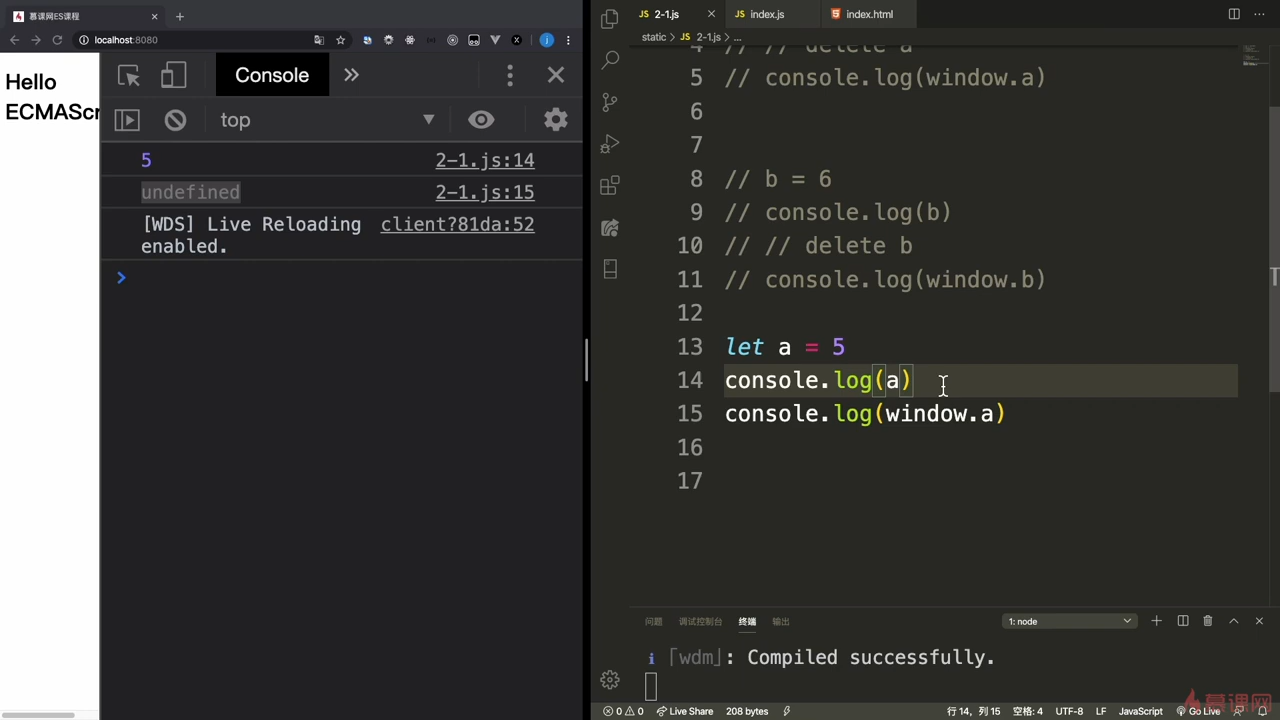 慕课网ES课程
localhost:8080
Hello
ECMAScr
Console
top
5 2-1.js:14
undefined 2-1.js:15
[WDS] Live Reloading client?81da:52
enabled.
2-1.js
index.js
index.html
static > JS 2-1.js > ...
4 // // delete a
5 // console.log(window.a)
6
7
8 // b = 6
9 // console.log(b)
10 // // delete b
11 // console.log(window.b)
12
13 let a = 5
14 console.log(a)
15 console.log(window.a)
16
17
问题 调试控制台 终端 输出
1: node
i 「wdm」: Compiled successfully.
0 0 Live Share 208 bytes 行 14, 列 15 空格: 4 UTF-8 LF JavaScript Go Live
慕课网